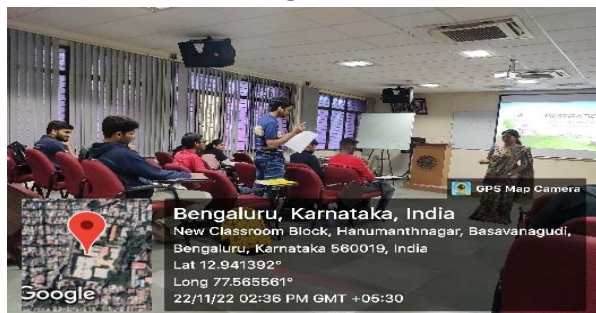 GPS Map Camera
Bengaluru, Karnataka, India
New Classroom Block, Hanumanthnagar, Basavanagudi,
Bengaluru, Karnataka 560019, India
Lat 12.941392°
Long 77.565561°
22/11/22 02:36 PM GMT +05:30
Google